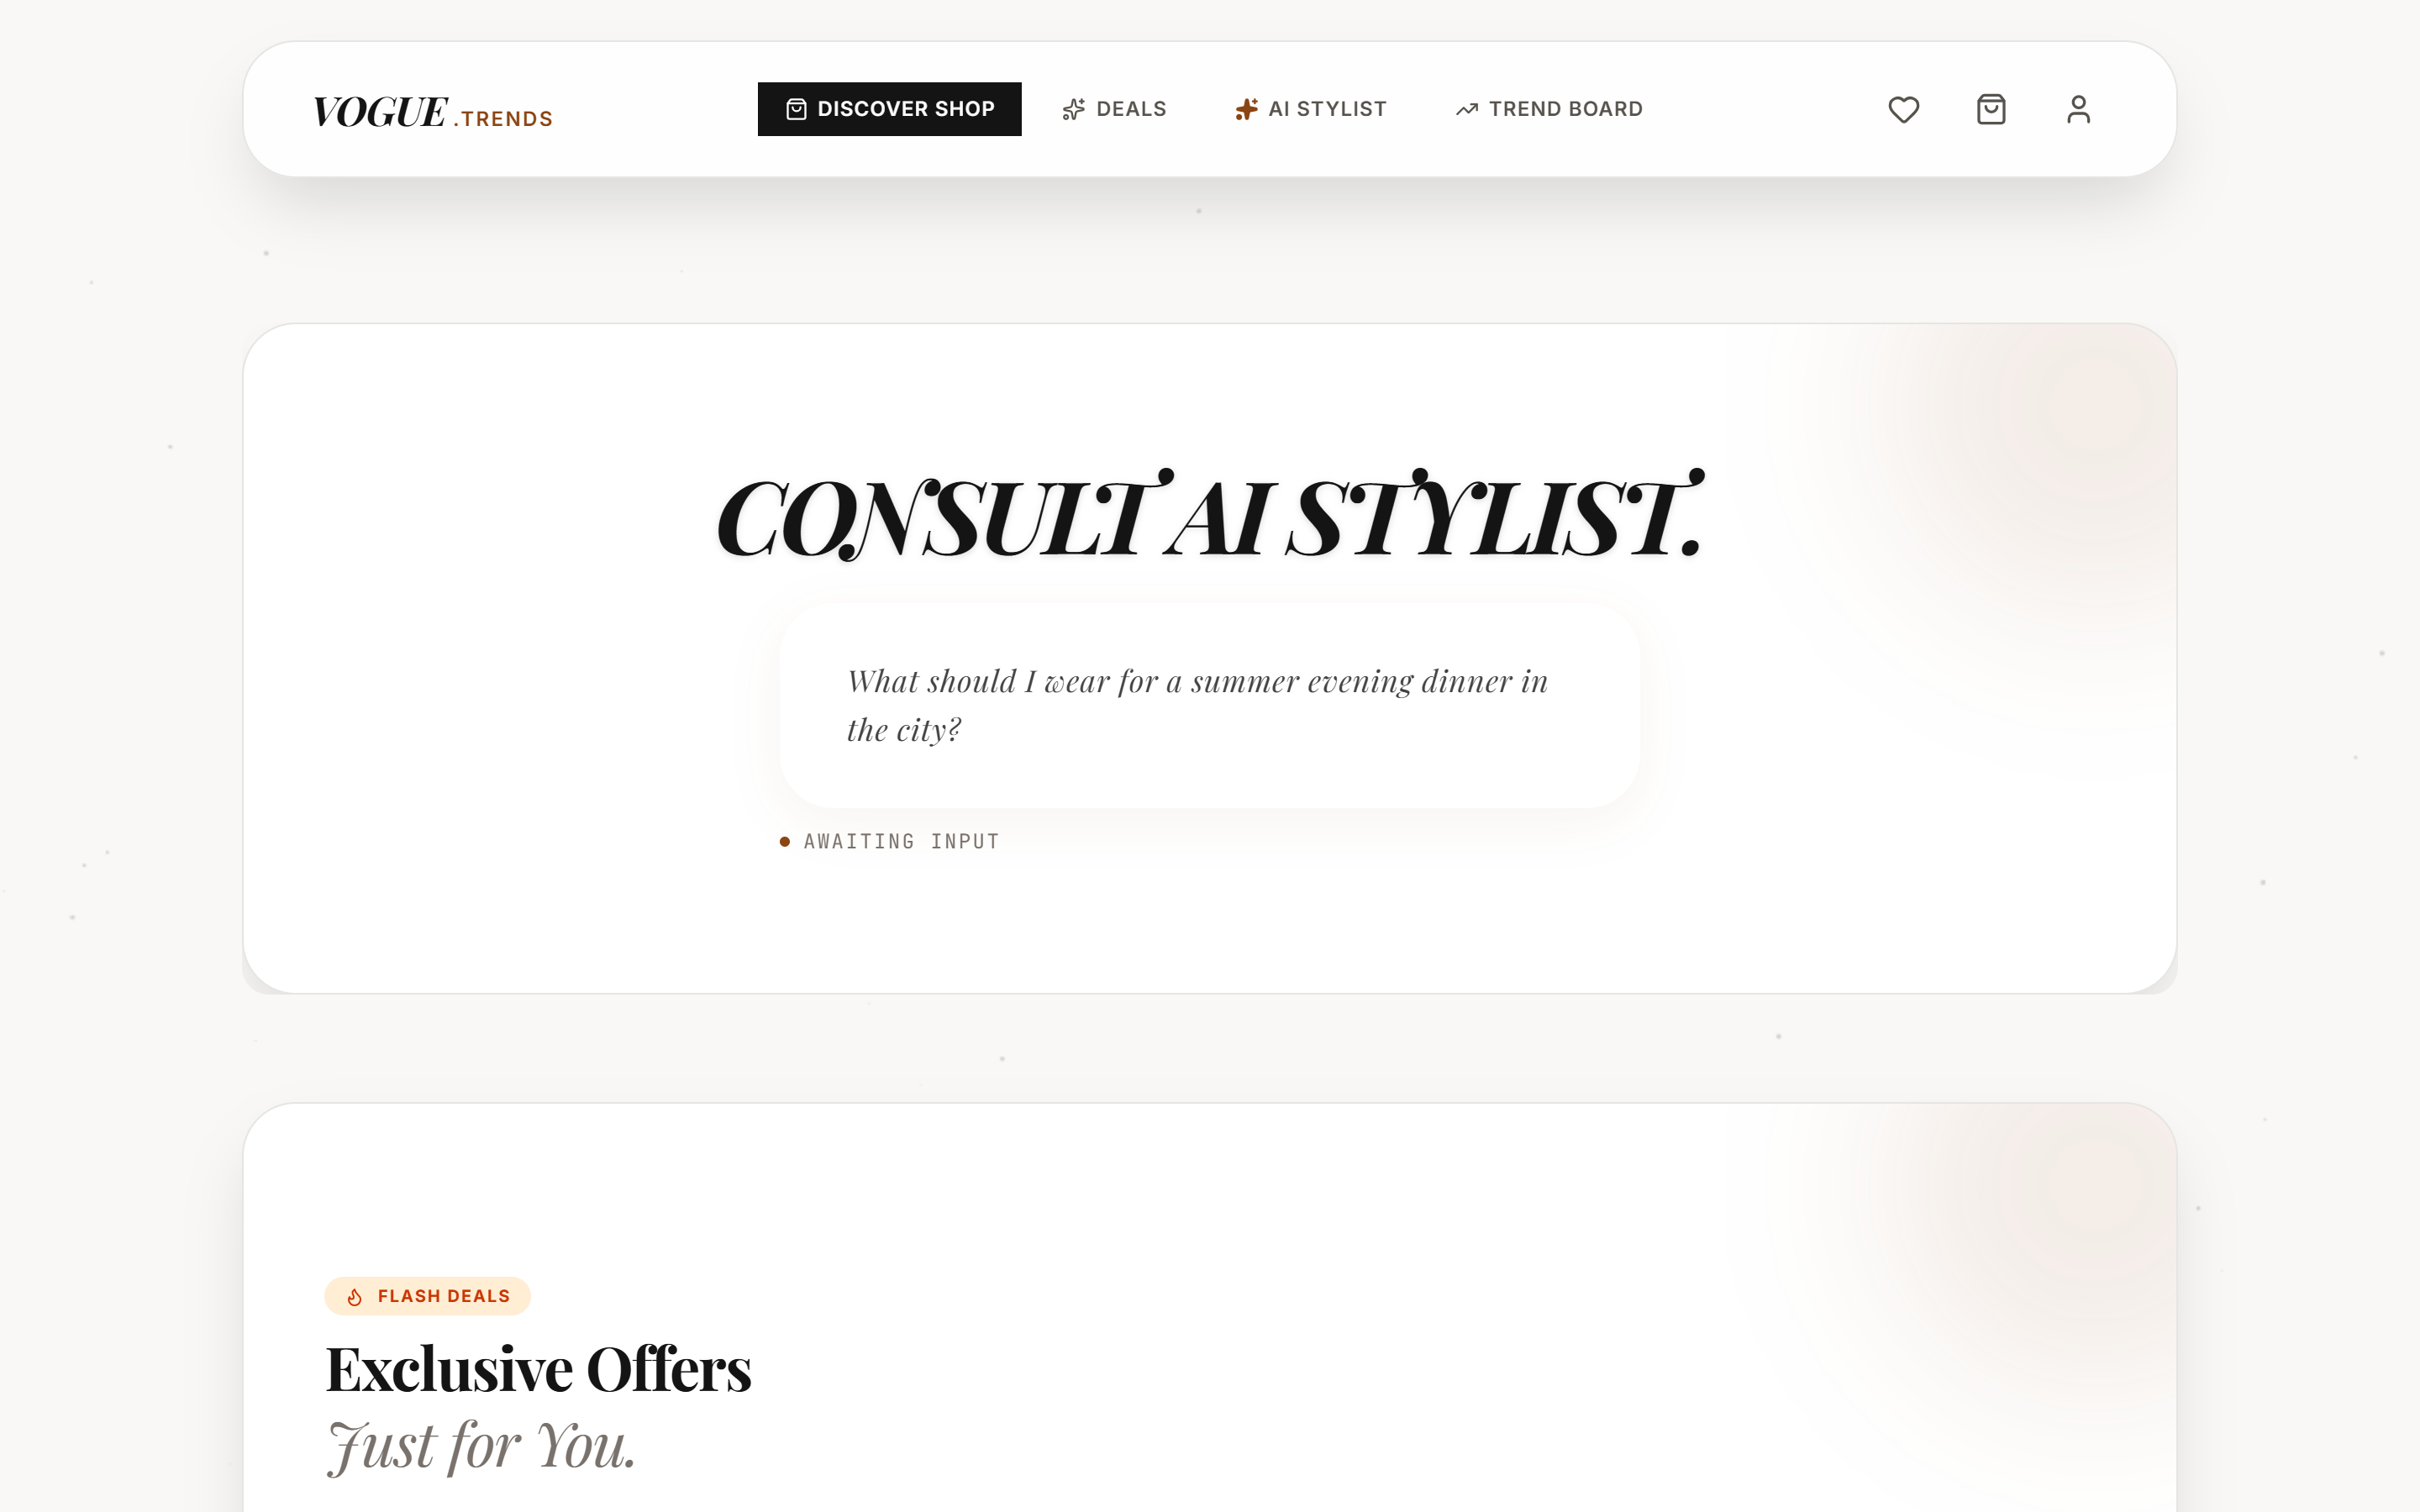 VOGUE .TRENDS
DISCOVER SHOP
DEALS
AI STYLIST
TREND BOARD
CONSULT AI STYLIST.
What should I wear for a summer evening dinner in
the city?
AWAITING INPUT
FLASH DEALS
Exclusive Offers
Just for You.